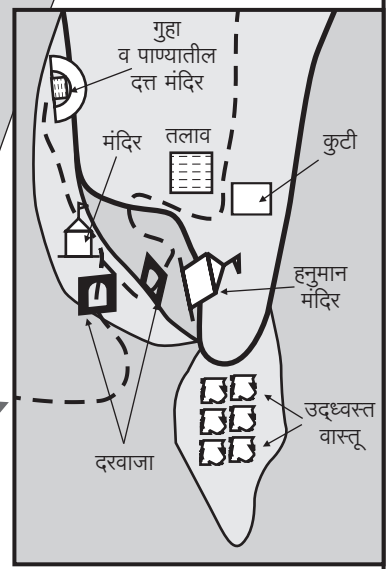 गुहा
व पाण्यातील
दत्त मंदिर
मंदिर
तलाव
कुटी
हनुमान
मंदिर
उद्ध्वस्त
वास्तू
दरवाजा